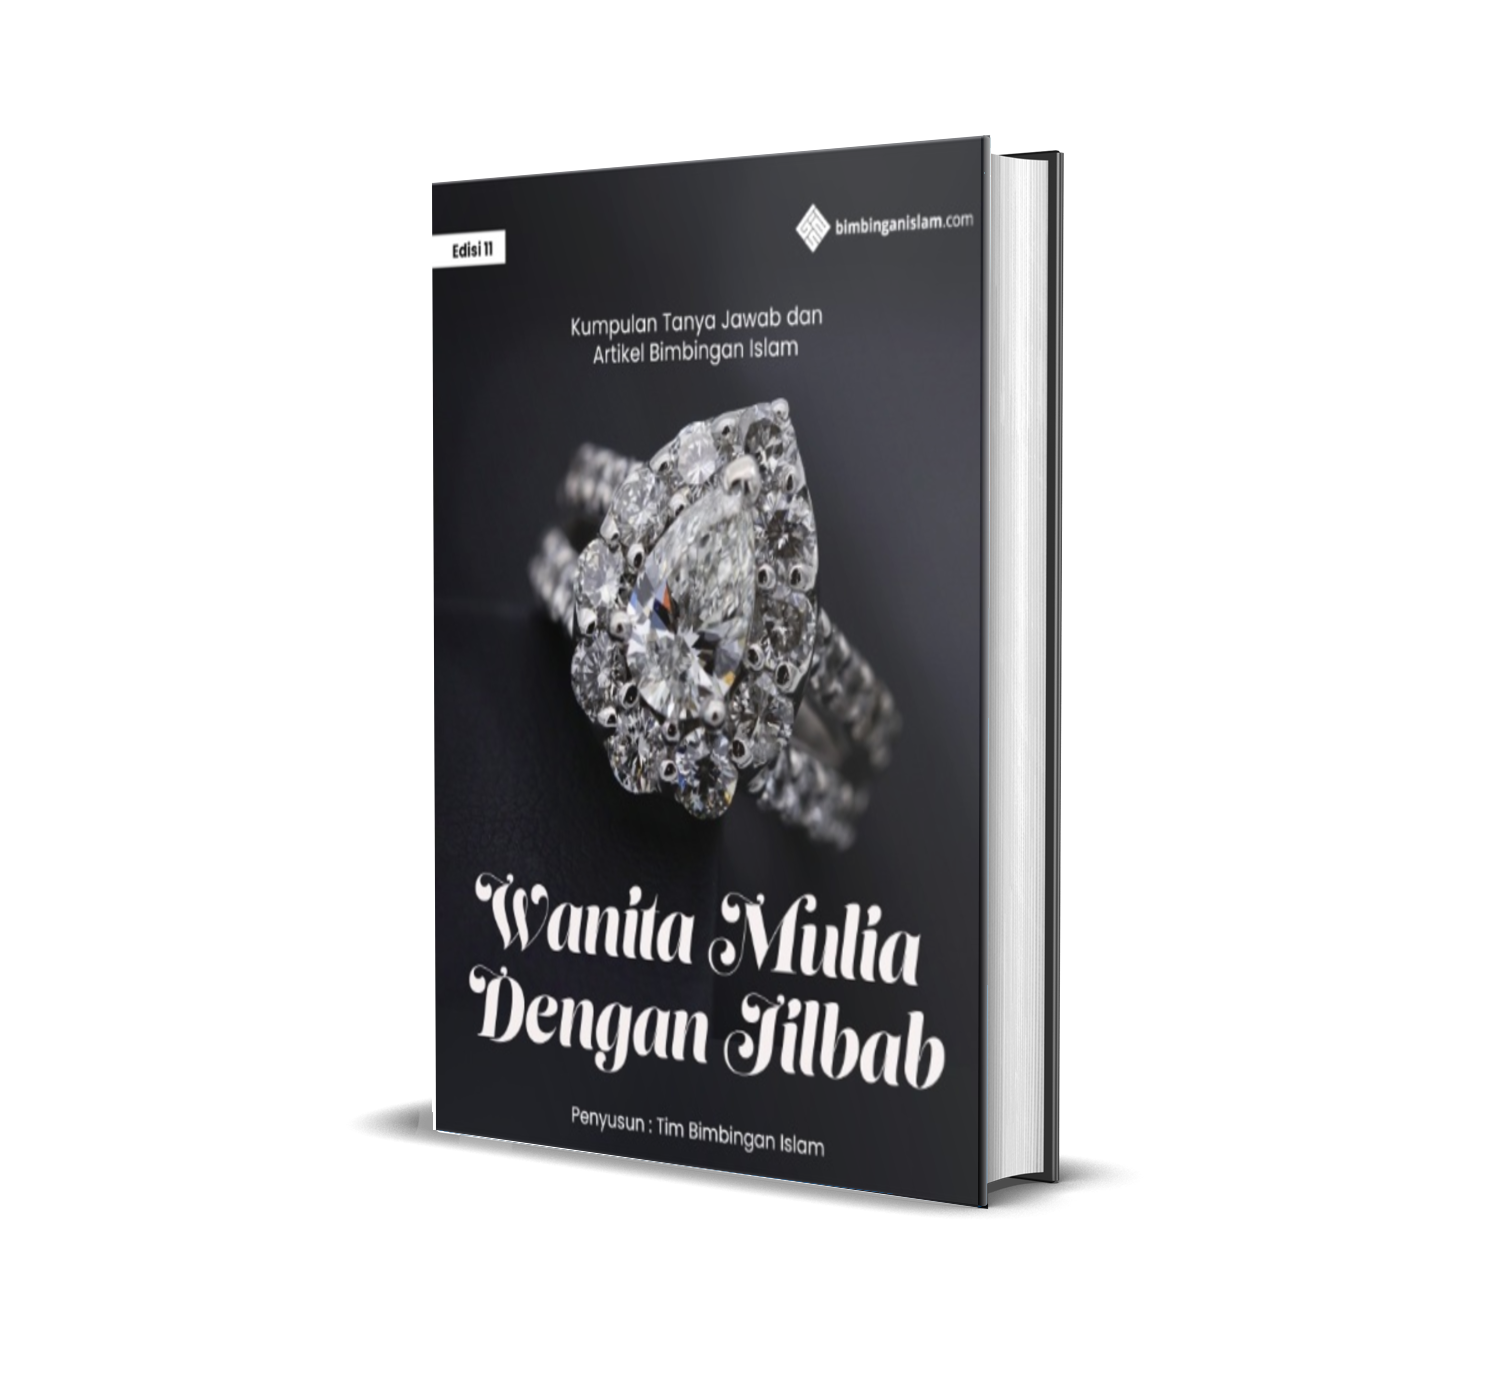 Edisi 11
bimbinganislam.com
Kumpulan Tanya Jawab dan
Artikel Bimbingan Islam
Wanita Mulia
Dengan Jilbab
Penyusun : Tim Bimbingan Islam